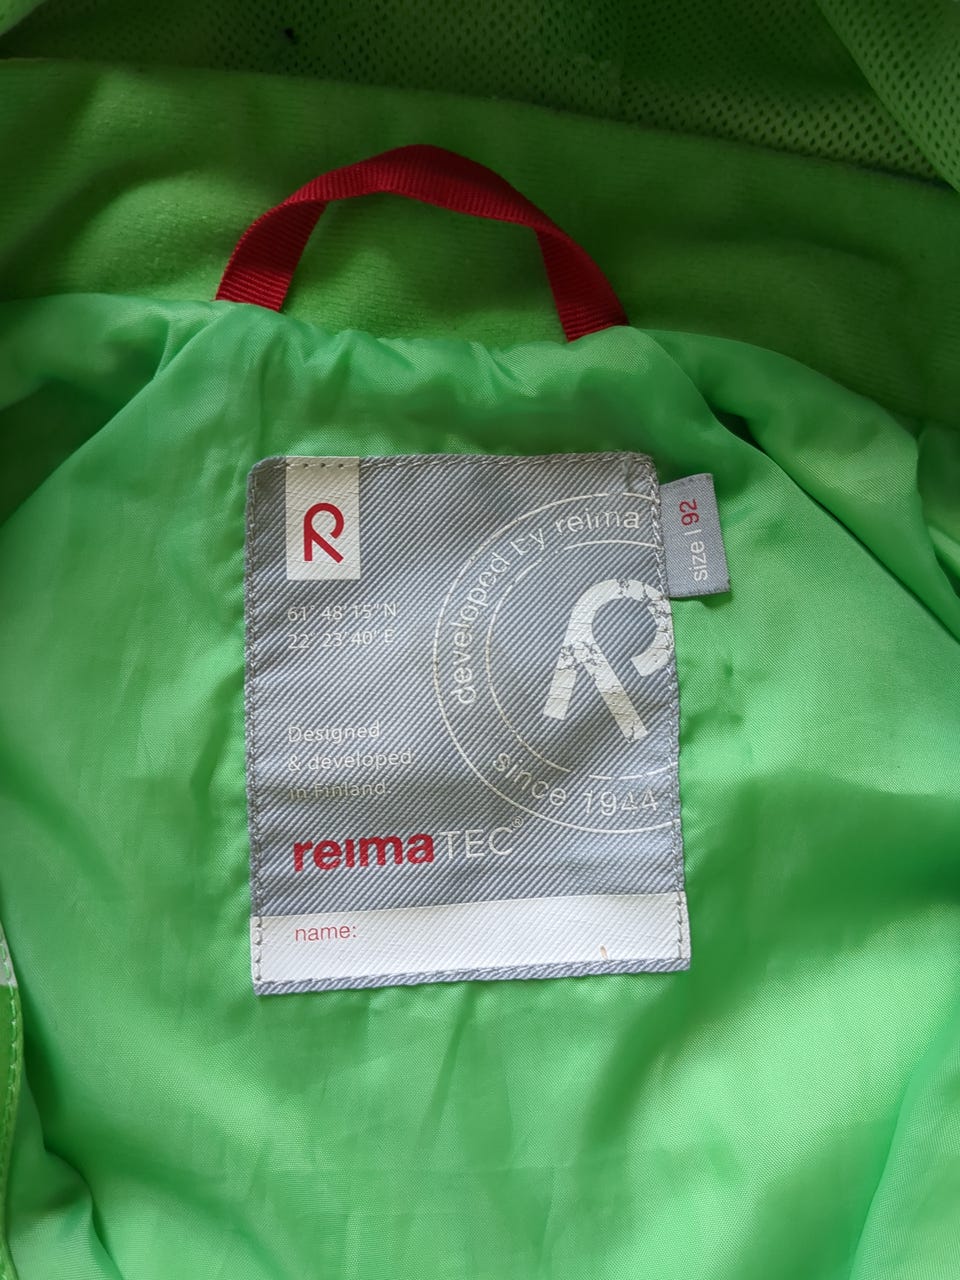 R
61° 48' 15" N
22° 23' 40" E
developed by reima
since 1944
R
size | 92
Designed
& developed
in Finland
reimaTEC®
name: